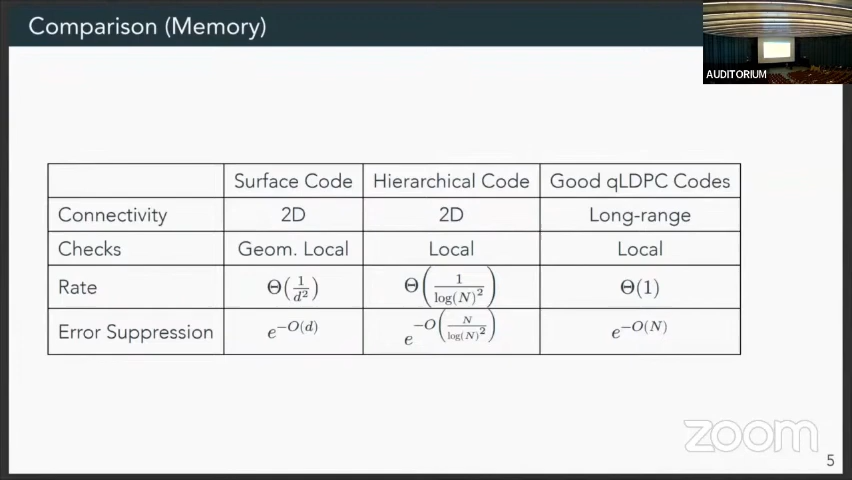 Comparison (Memory)
AUDITORIUM
Surface Code Hierarchical Code Good qLDPC Codes
Connectivity 2D 2D Long-range
Checks Geom. Local Local Local
Rate Θ(1/d²) Θ(1/log(N)²) Θ(1)
Error Suppression e^{-O(d)} e^{-O(N/log(N)²)} e^{-O(N)}
zoom
5